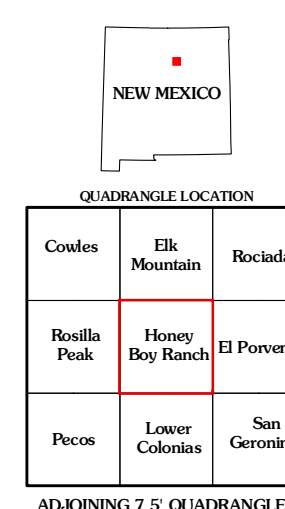 NEW MEXICO
QUADRANGLE LOCATION
Cowles
Elk
Mountain
Rociada
Rosilla
Peak
Honey
Boy Ranch
El Porven
Pecos
Lower
Colonias
San
Geronim
ADJOINING 7.5' QUADRANGLE